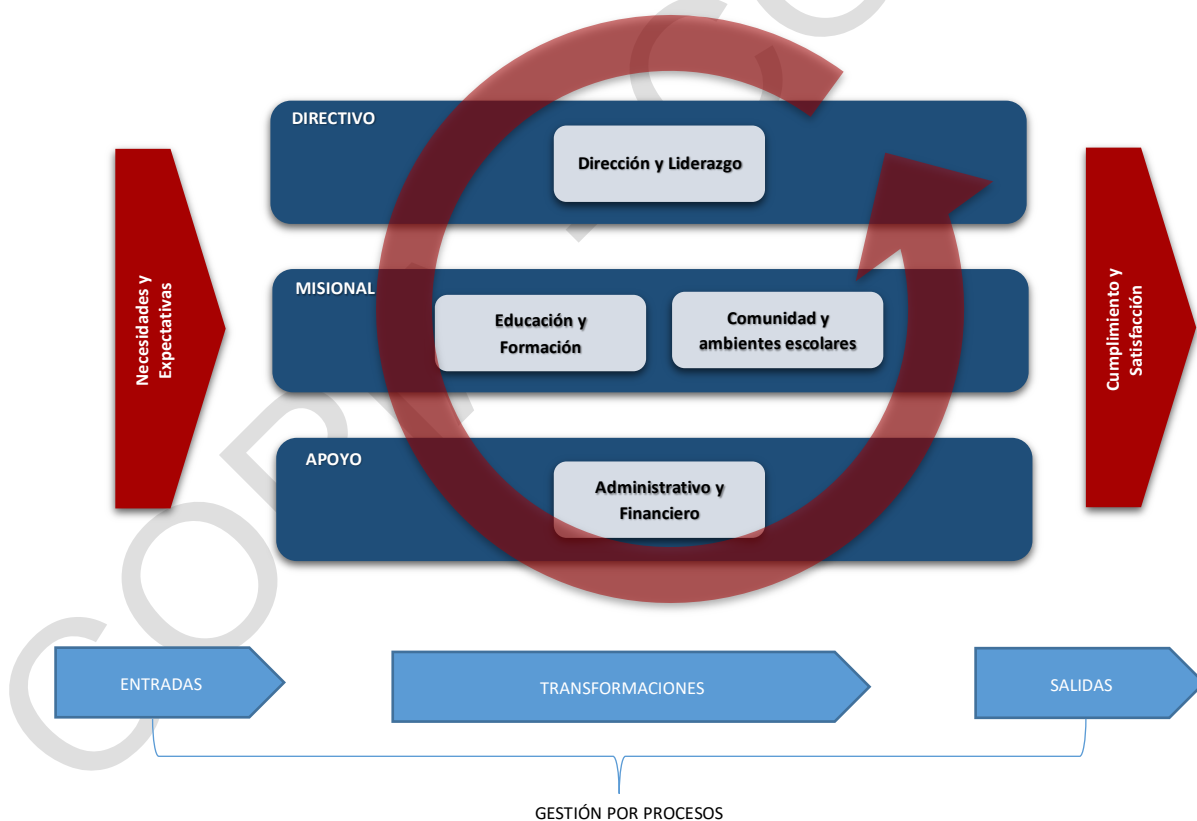 DIRECTIVO
Dirección y Liderazgo
Necesidades y
Expectativas
MISIONAL
Educación y
Formación
Comunidad y
ambientes escolares
Cumplimiento y
Satisfacción
APOYO
Administrativo y
Financiero
ENTRADAS
TRANSFORMACIONES
SALIDAS
GESTIÓN POR PROCESOS